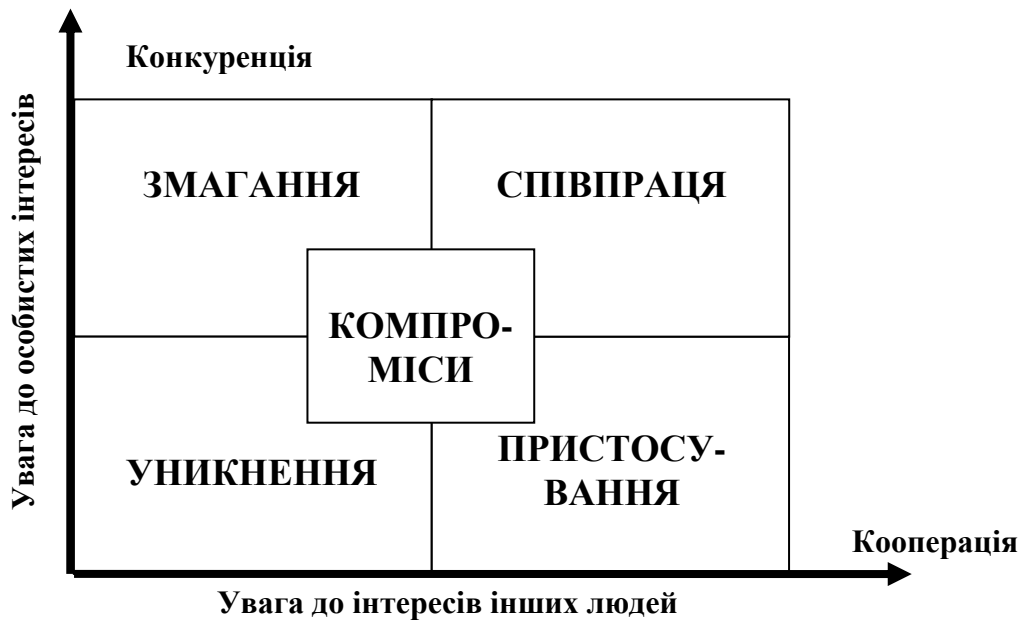 Конкуренція
Увага до особистих інтересів
ЗМАГАННЯ
СПІВПРАЦЯ
КОМПРО-
МІСИ
УНИКНЕННЯ
ПРИСТОСУ-
ВАННЯ
Кооперація
Увага до інтересів інших людей